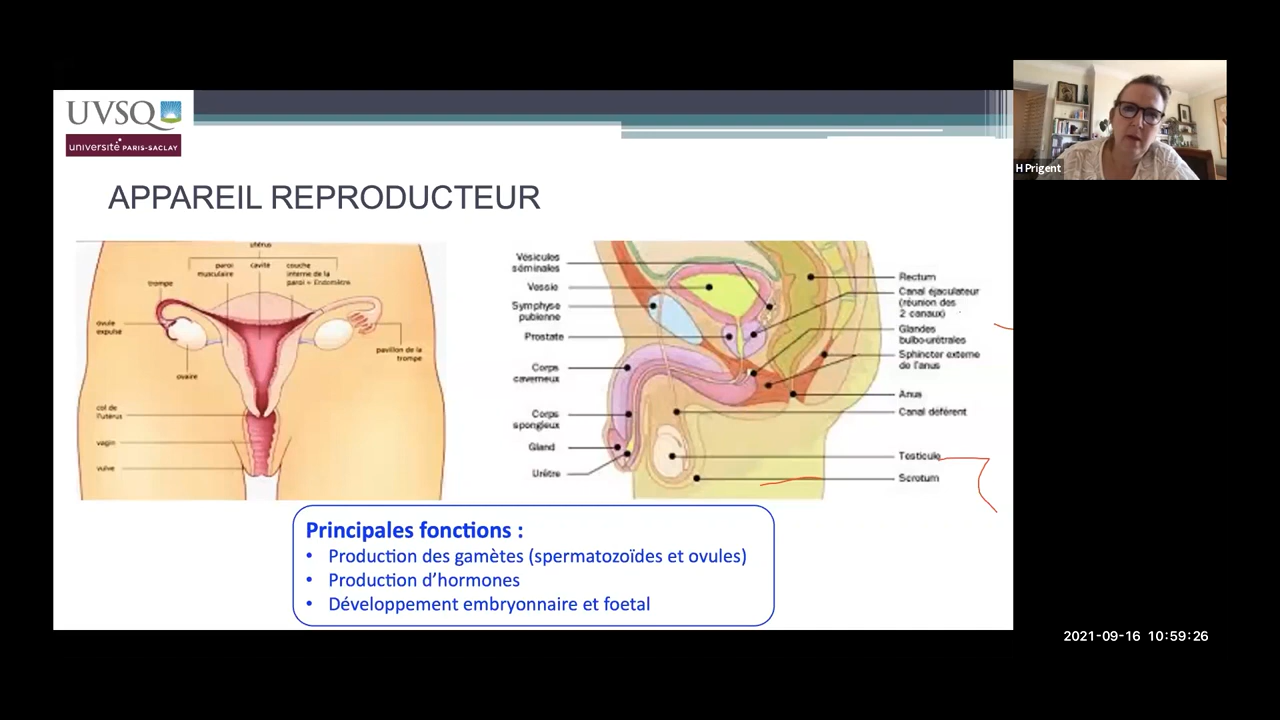 UVSQ
université PARIS-SACLAY
H Prigent
APPAREIL REPRODUCTEUR
utérus
paroi
musculaire
cavité
couche
interne de la
paroi = Endomètre
trompe
ovule
expulsé
ovaire
pavillon de la
trompe
col de
l'utérus
vagin
vulve
Vésicules
séminales
Vessie
Symphyse
pubienne
Prostate
Corps
caverneux
Corps
spongieux
Gland
Urètre
Rectum
Canal éjaculateur
(réunion des
2 canaux)
Glandes
bulbo-urétrales
Sphincter externe
de l'anus
Anus
Canal déférent
Testicule
Scrotum
Principales fonctions :
• Production des gamètes (spermatozoïdes et ovules)
• Production d'hormones
• Développement embryonnaire et foetal
2021-09-16 10:59:26